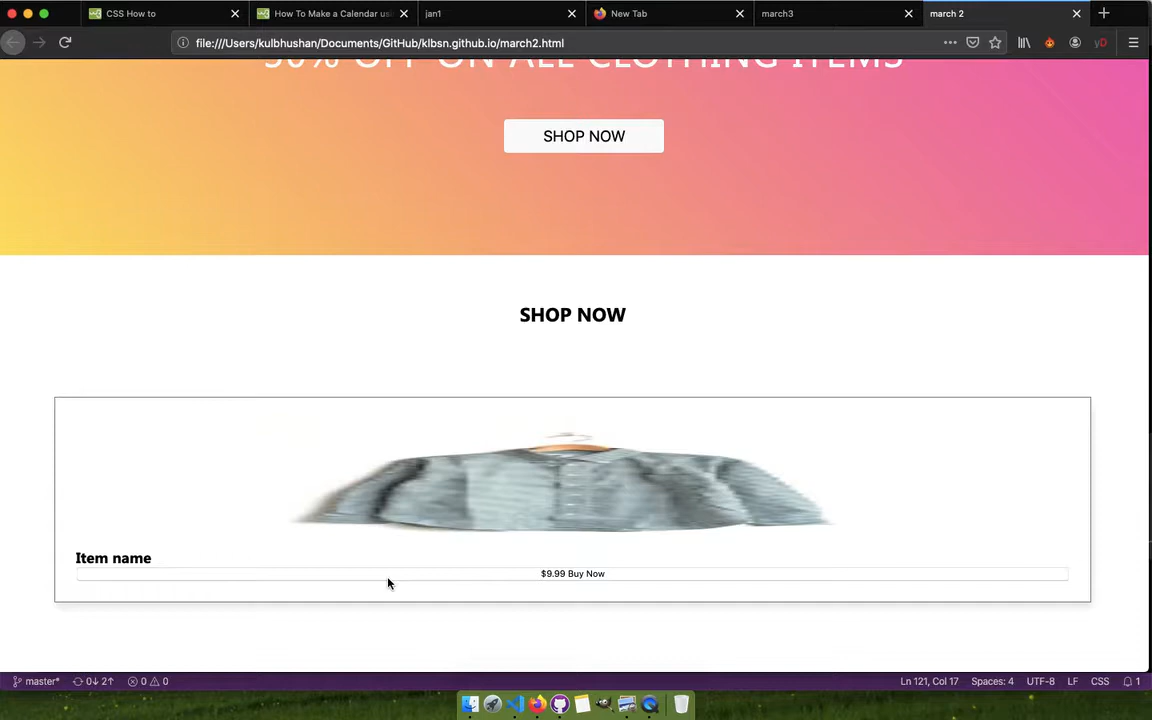 CSS How to
How To Make a Calendar us
jan1
New Tab
march3
march 2
file:///Users/kulbhushan/Documents/GitHub/klbsn.github.io/march2.html
50% OFF ON ALL CLOTHING ITEMS
SHOP NOW
SHOP NOW
Item name
$9.99 Buy Now
master* 0↓ 2↑ 0 0 Ln 121, Col 17 Spaces: 4 UTF-8 LF CSS 1